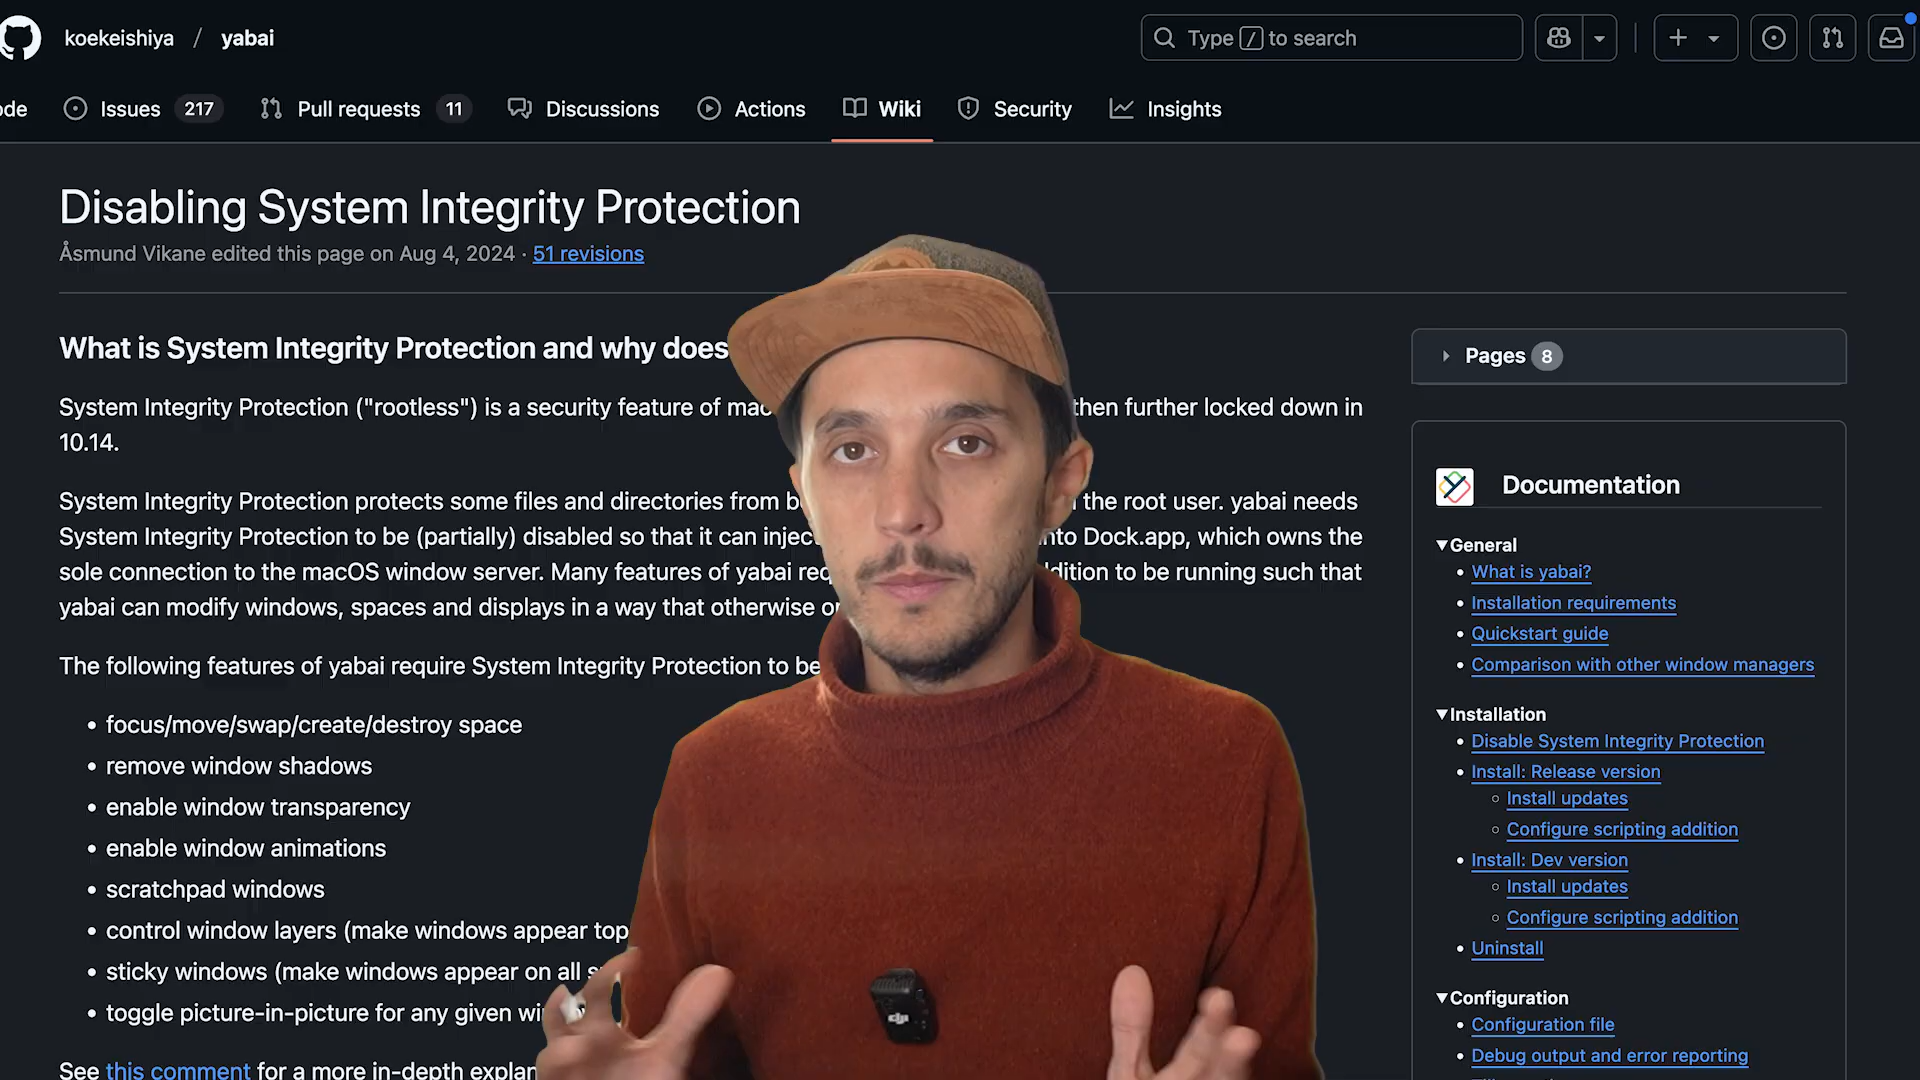 koekeishiya / yabai
Type / to search
ode Issues 217 Pull requests 11 Discussions Actions Wiki Security Insights
Disabling System Integrity Protection
Åsmund Vikane edited this page on Aug 4, 2024 · 51 revisions
What is System Integrity Protection and why does
System Integrity Protection ("rootless") is a security feature of mac then further locked down in
10.14.
System Integrity Protection protects some files and directories from the root user. yabai needs
System Integrity Protection to be (partially) disabled so that it can inject into Dock.app, which owns the
sole connection to the macOS window server. Many features of yabai req ddition to be running such that
yabai can modify windows, spaces and displays in a way that otherwise
The following features of yabai require System Integrity Protection to be
• focus/move/swap/create/destroy space
• remove window shadows
• enable window transparency
• enable window animations
• scratchpad windows
• control window layers (make windows appear top
• sticky windows (make windows appear on all
• toggle picture-in-picture for any given
See this comment for a more in-depth explan
Pages 8
Documentation
▼General
• What is yabai?
• Installation requirements
• Quickstart guide
• Comparison with other window managers
▼Installation
• Disable System Integrity Protection
• Install: Release version
◦ Install updates
◦ Configure scripting addition
• Install: Dev version
◦ Install updates
◦ Configure scripting addition
• Uninstall
▼Configuration
• Configuration file
• Debug output and error reporting
dji